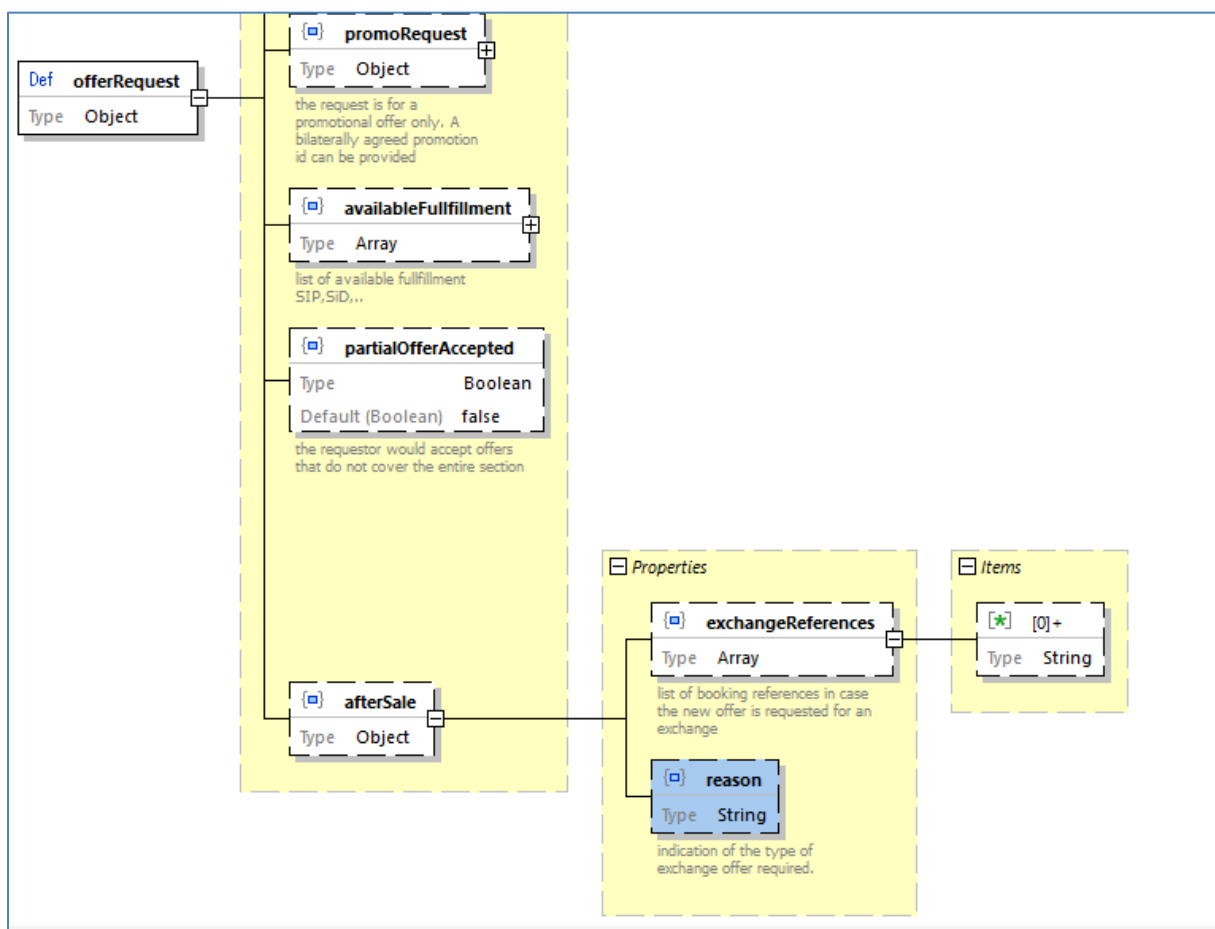 promoRequest
Type Object
the request is for a
promotional offer only. A
bilaterally agreed promotion
id can be provided
Def offerRequest
Type Object
availableFullfillment
Type Array
list of available fullfillment
SIP,SiD,..
partialOfferAccepted
Type Boolean
Default (Boolean) false
the requestor would accept offers
that do not cover the entire section
afterSale
Type Object
Properties
exchangeReferences
Type Array
list of booking references in case
the new offer is requested for an
exchange
reason
Type String
indication of the type of
exchange offer required.
Items
[*] [0]+
Type String